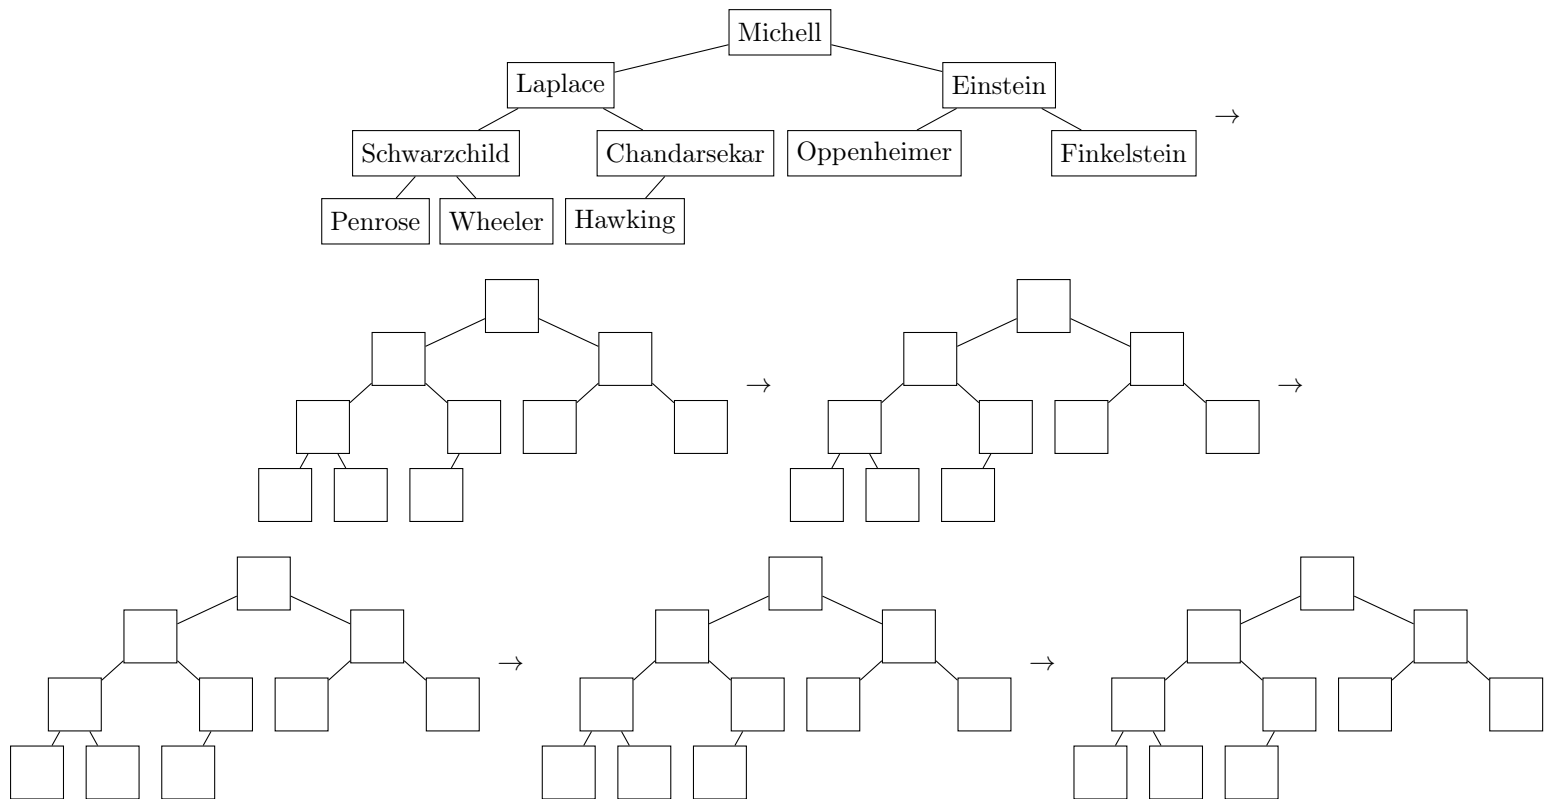 Michell
Laplace Einstein
→
Schwarzchild Chandarsekar Oppenheimer Finkelstein
Penrose Wheeler Hawking
→ →
→ →